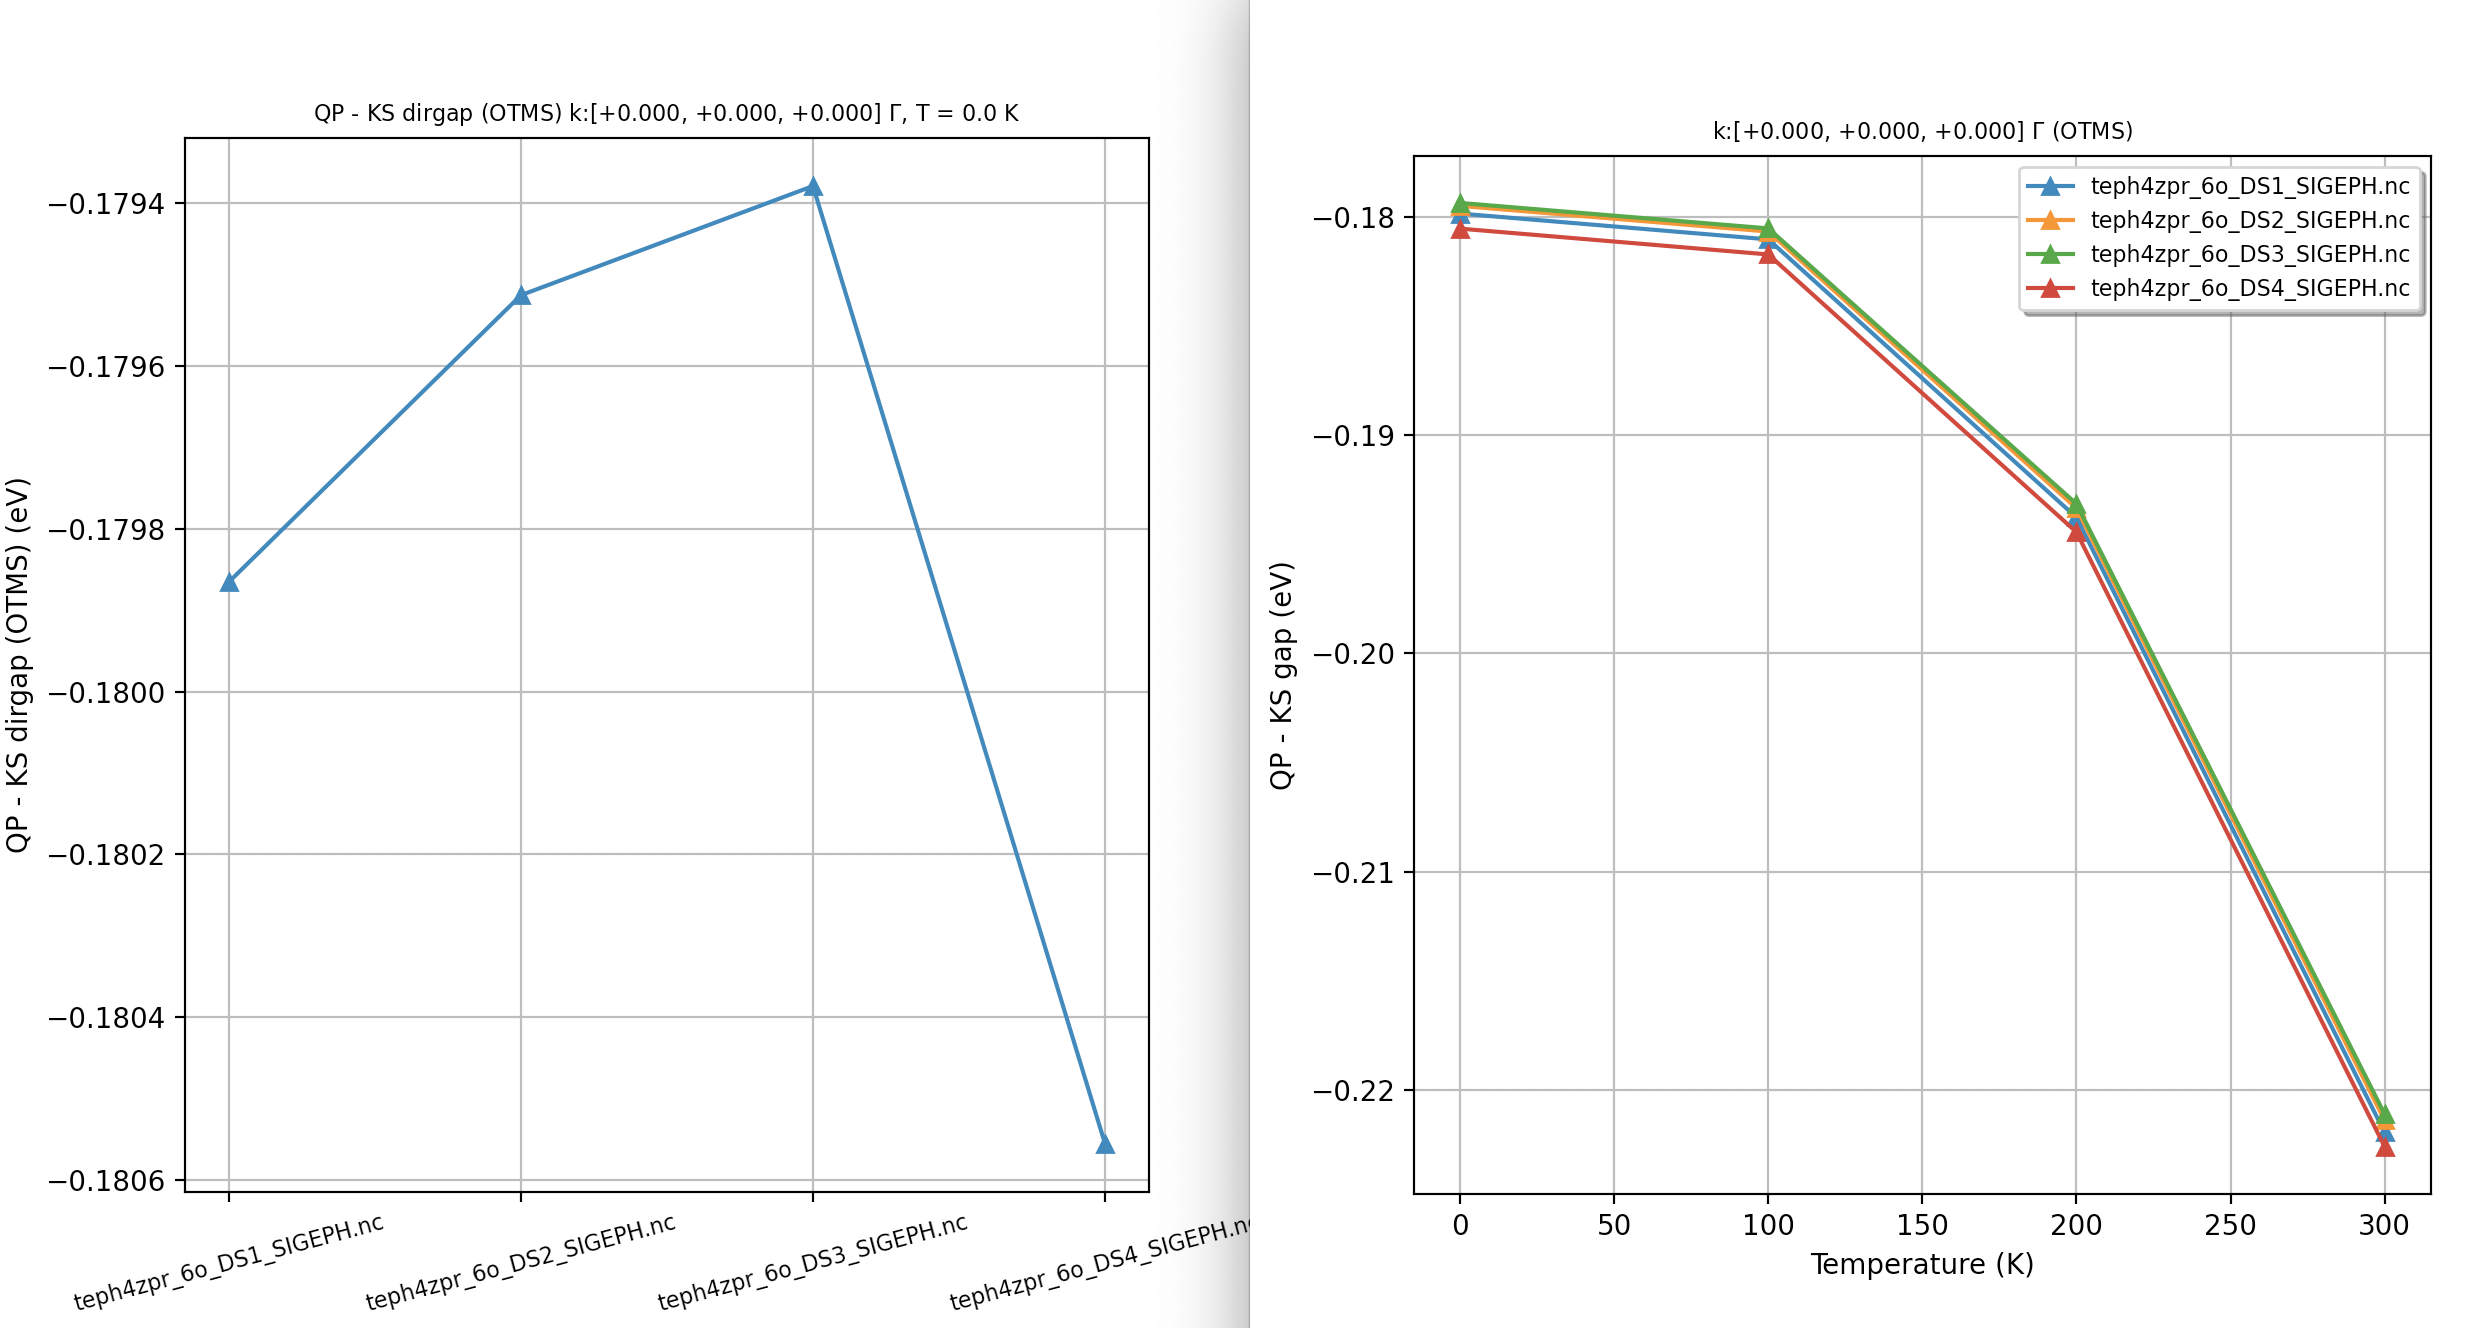 QP - KS dirgap (OTMS) k:[+0.000, +0.000, +0.000] Γ, T = 0.0 K
QP - KS dirgap (OTMS) (eV)
−0.1794
−0.1796
−0.1798
−0.1800
−0.1802
−0.1804
−0.1806
teph4zpr_6o_DS1_SIGEPH.nc
teph4zpr_6o_DS2_SIGEPH.nc
teph4zpr_6o_DS3_SIGEPH.nc
teph4zpr_6o_DS4_SIGEPH.nc
k:[+0.000, +0.000, +0.000] Γ (OTMS)
teph4zpr_6o_DS1_SIGEPH.nc
teph4zpr_6o_DS2_SIGEPH.nc
teph4zpr_6o_DS3_SIGEPH.nc
teph4zpr_6o_DS4_SIGEPH.nc
QP - KS gap (eV)
−0.18
−0.19
−0.20
−0.21
−0.22
0 50 100 150 200 250 300
Temperature (K)